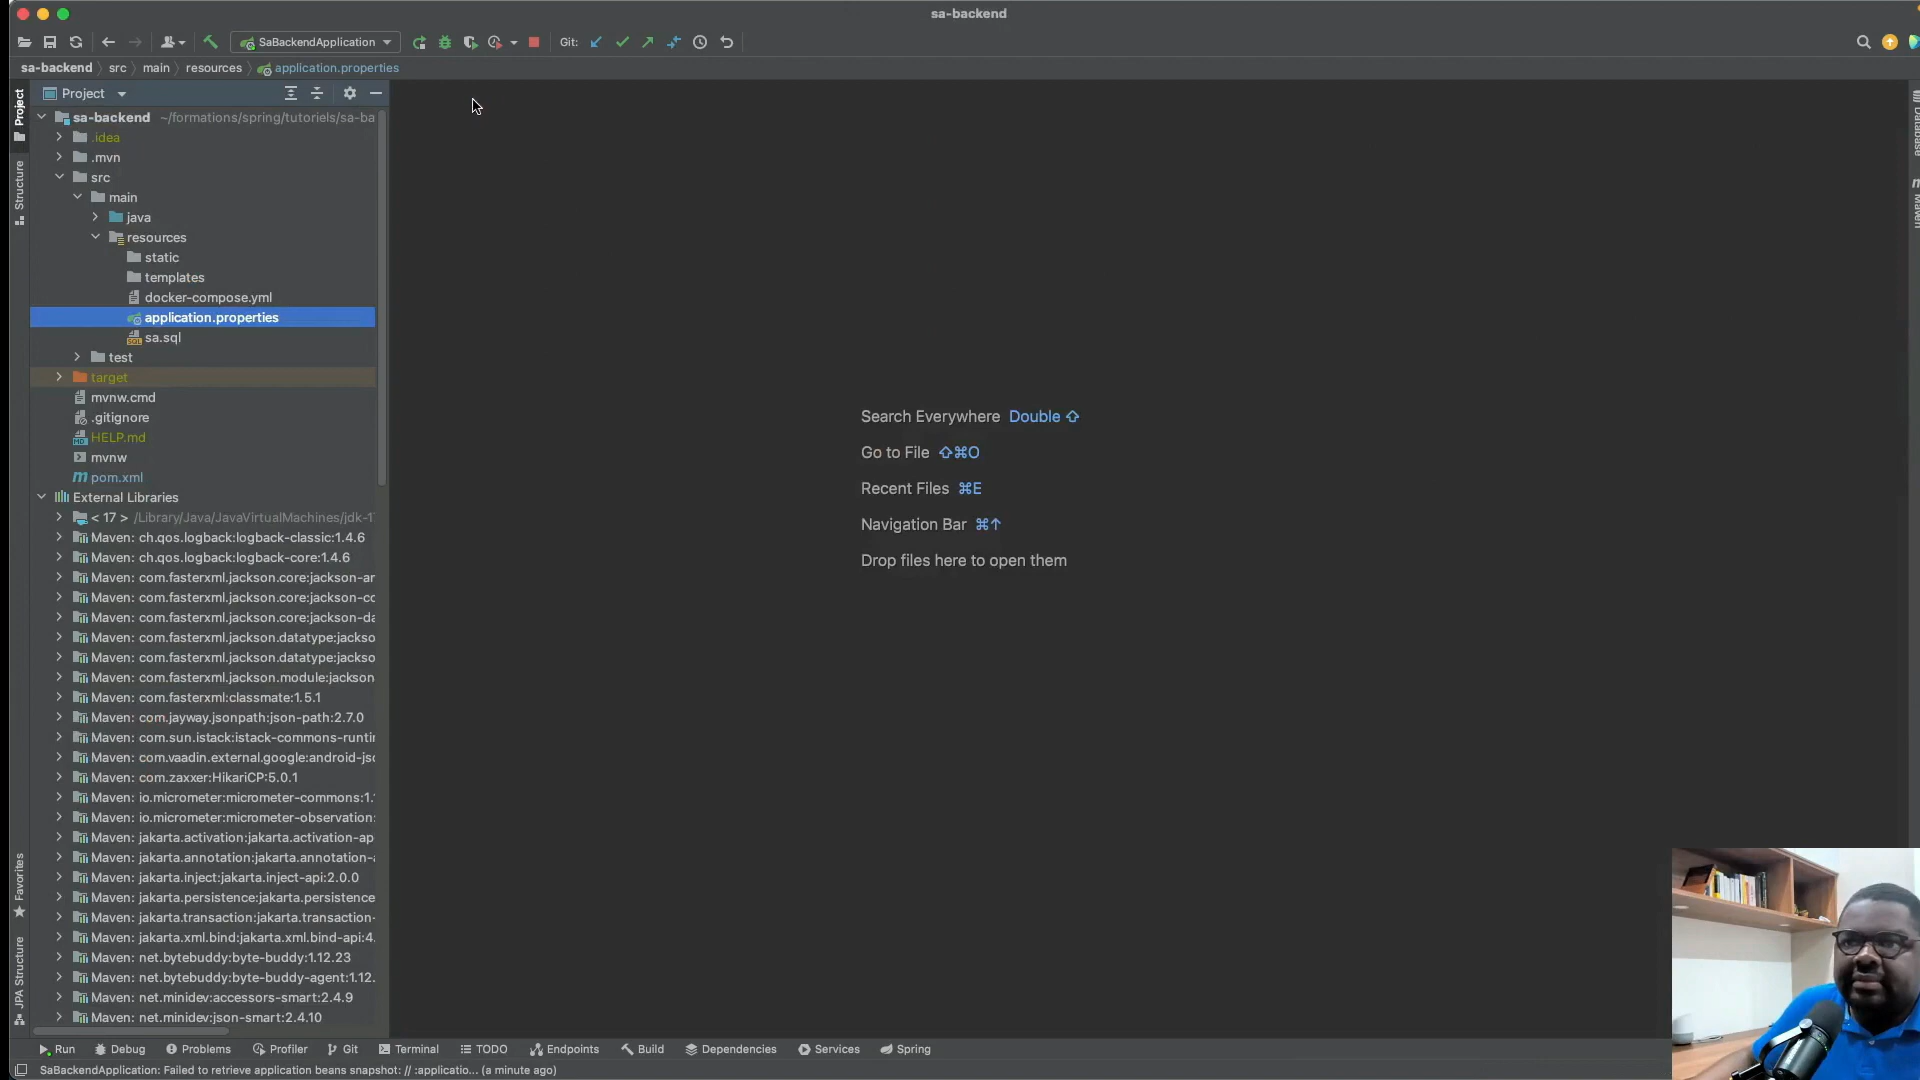 sa-backend
SaBackendApplication
Git:
sa-backend src main resources application.properties
Project
Project
sa-backend ~/formations/spring/tutoriels/sa-ba
.idea
.mvn
src
main
java
resources
static
templates
docker-compose.yml
application.properties
sa.sql
test
target
mvnw.cmd
.gitignore
HELP.md
mvnw
pom.xml
External Libraries
< 17 > /Library/Java/JavaVirtualMachines/jdk-1
Maven: ch.qos.logback:logback-classic:1.4.6
Maven: ch.qos.logback:logback-core:1.4.6
Maven: com.fasterxml.jackson.core:jackson-ar
Maven: com.fasterxml.jackson.core:jackson-co
Maven: com.fasterxml.jackson.core:jackson-da
Maven: com.fasterxml.jackson.datatype:jackso
Maven: com.fasterxml.jackson.datatype:jackso
Maven: com.fasterxml.jackson.module:jackson
Maven: com.fasterxml:classmate:1.5.1
Maven: com.jayway.jsonpath:json-path:2.7.0
Maven: com.sun.istack:istack-commons-runtir
Maven: com.vaadin.external.google:android-jso
Maven: com.zaxxer:HikariCP:5.0.1
Maven: io.micrometer:micrometer-commons:1.
Maven: io.micrometer:micrometer-observation:
Maven: jakarta.activation:jakarta.activation-ap
Maven: jakarta.annotation:jakarta.annotation-a
Maven: jakarta.inject:jakarta.inject-api:2.0.0
Maven: jakarta.persistence:jakarta.persistence
Maven: jakarta.transaction:jakarta.transaction-
Maven: jakarta.xml.bind:jakarta.xml.bind-api:4.
Maven: net.bytebuddy:byte-buddy:1.12.23
Maven: net.bytebuddy:byte-buddy-agent:1.12.
Maven: net.minidev:accessors-smart:2.4.9
Maven: net.minidev:json-smart:2.4.10
Structure
Favorites
JPA Structure
Search Everywhere Double ⇧
Go to File ⇧⌘O
Recent Files ⌘E
Navigation Bar ⌘↑
Drop files here to open them
Database
Maven
Run Debug Problems Profiler Git Terminal TODO Endpoints Build Dependencies Services Spring
SaBackendApplication: Failed to retrieve application beans snapshot: // :applicatio... (a minute ago)